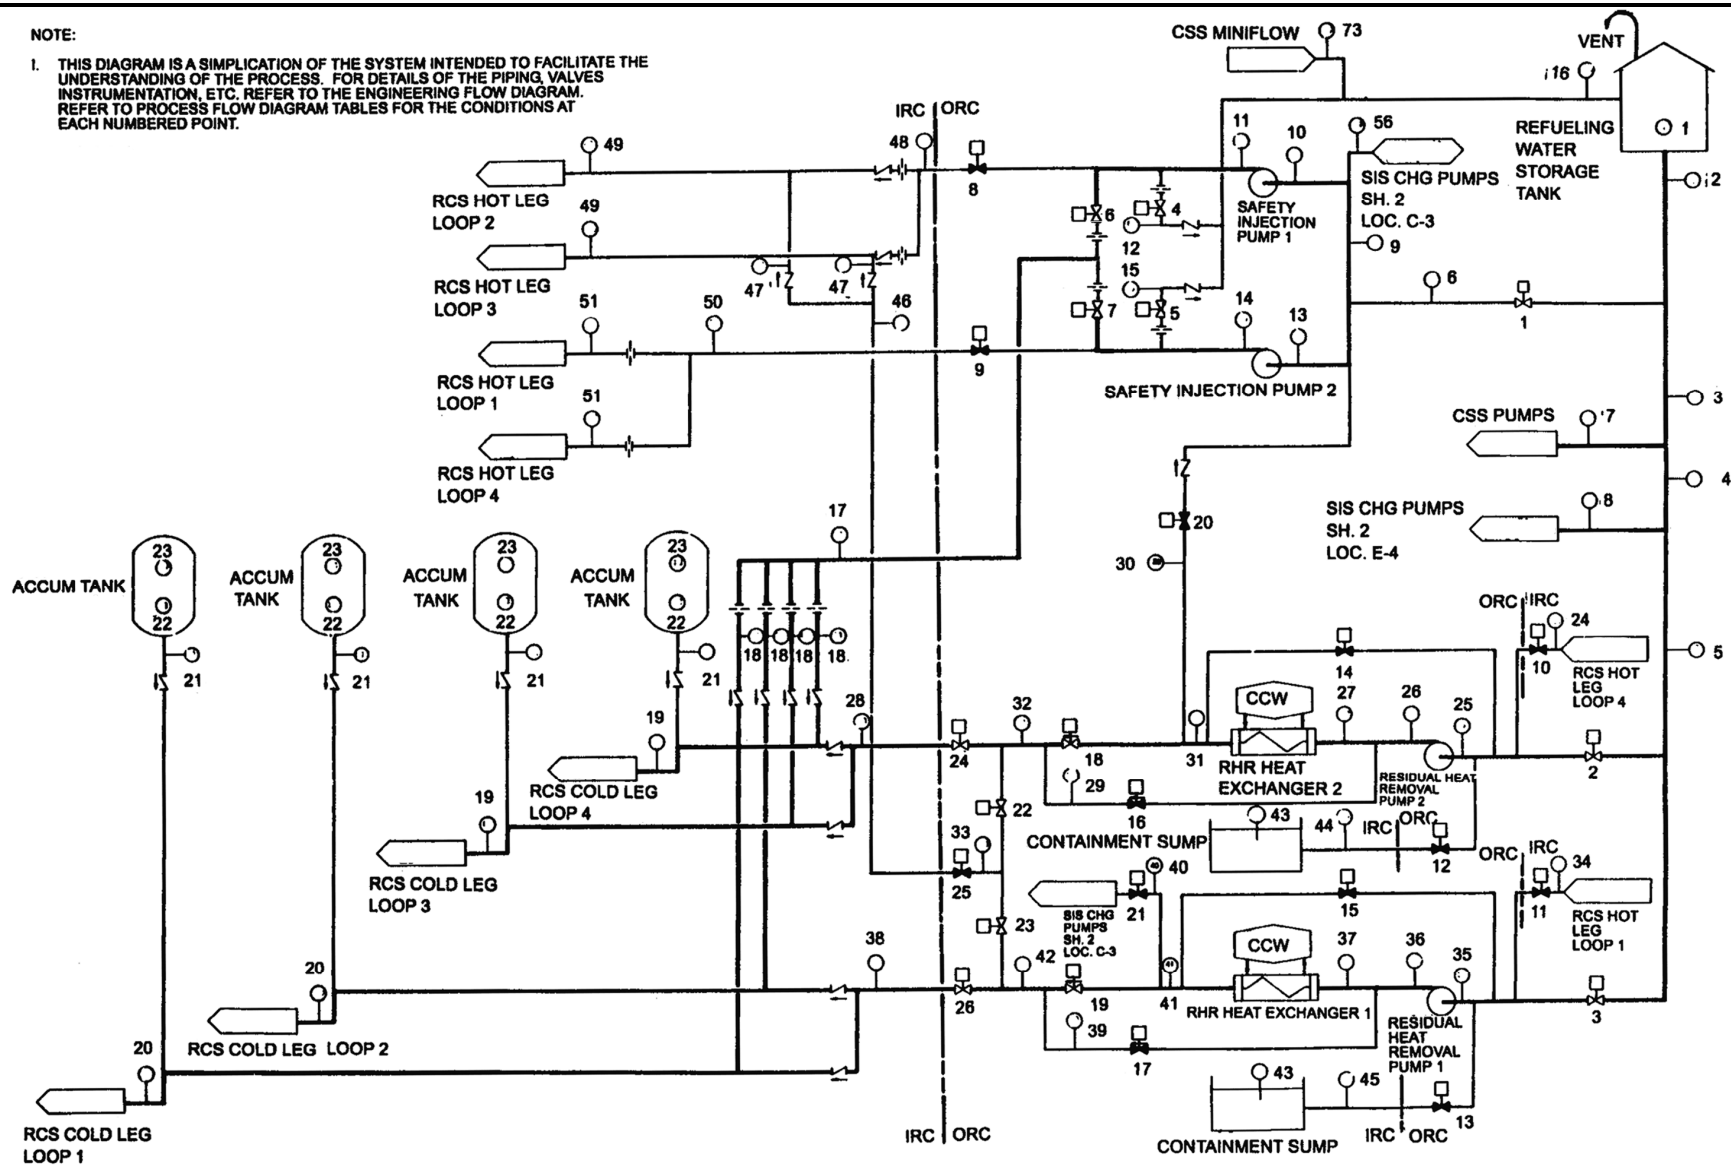 NOTE:
1. THIS DIAGRAM IS A SIMPLICATION OF THE SYSTEM INTENDED TO FACILITATE THE
UNDERSTANDING OF THE PROCESS. FOR DETAILS OF THE PIPING, VALVES
INSTRUMENTATION, ETC. REFER TO THE ENGINEERING FLOW DIAGRAM.
REFER TO PROCESS FLOW DIAGRAM TABLES FOR THE CONDITIONS AT
EACH NUMBERED POINT.
CSS MINIFLOW
73
VENT
16
REFUELING
WATER
STORAGE
TANK
1
2
IRC ORC
49
48
8
11
10
56
RCS HOT LEG
LOOP 2
SIS CHG PUMPS
SH. 2
LOC. C-3
SAFETY
INJECTION
PUMP 1
6
4
12
9
49
RCS HOT LEG
LOOP 3
47
47
46
15
7
5
14
13
6
1
51
50
9
RCS HOT LEG
LOOP 1
SAFETY INJECTION PUMP 2
3
51
RCS HOT LEG
LOOP 4
CSS PUMPS
7
4
SIS CHG PUMPS
SH. 2
LOC. E-4
8
17
20
30
ACCUM TANK
23
22
21
ACCUM
TANK
23
22
21
ACCUM
TANK
23
22
21
ACCUM
TANK
23
22
21
18
18
18
18
ORC IRC
24
10
RCS HOT
LEG
LOOP 4
5
14
CCW
27
26
25
28
32
24
18
31
RHR HEAT
EXCHANGER 2
RESIDUAL HEAT
REMOVAL
PUMP 2
2
19
RCS COLD LEG
LOOP 4
29
16
22
CONTAINMENT SUMP
43
44
IRC ORC
12
19
RCS COLD LEG
LOOP 3
33
25
40
21
SIS CHG
PUMPS
SH. 2
LOC. C-3
15
ORC IRC
34
11
RCS HOT
LEG
LOOP 1
23
38
42
26
19
41
CCW
37
36
35
RHR HEAT EXCHANGER 1
RESIDUAL
HEAT
REMOVAL
PUMP 1
3
20
RCS COLD LEG LOOP 2
39
17
20
RCS COLD LEG
LOOP 1
43
45
13
CONTAINMENT SUMP
IRC ORC
IRC ORC